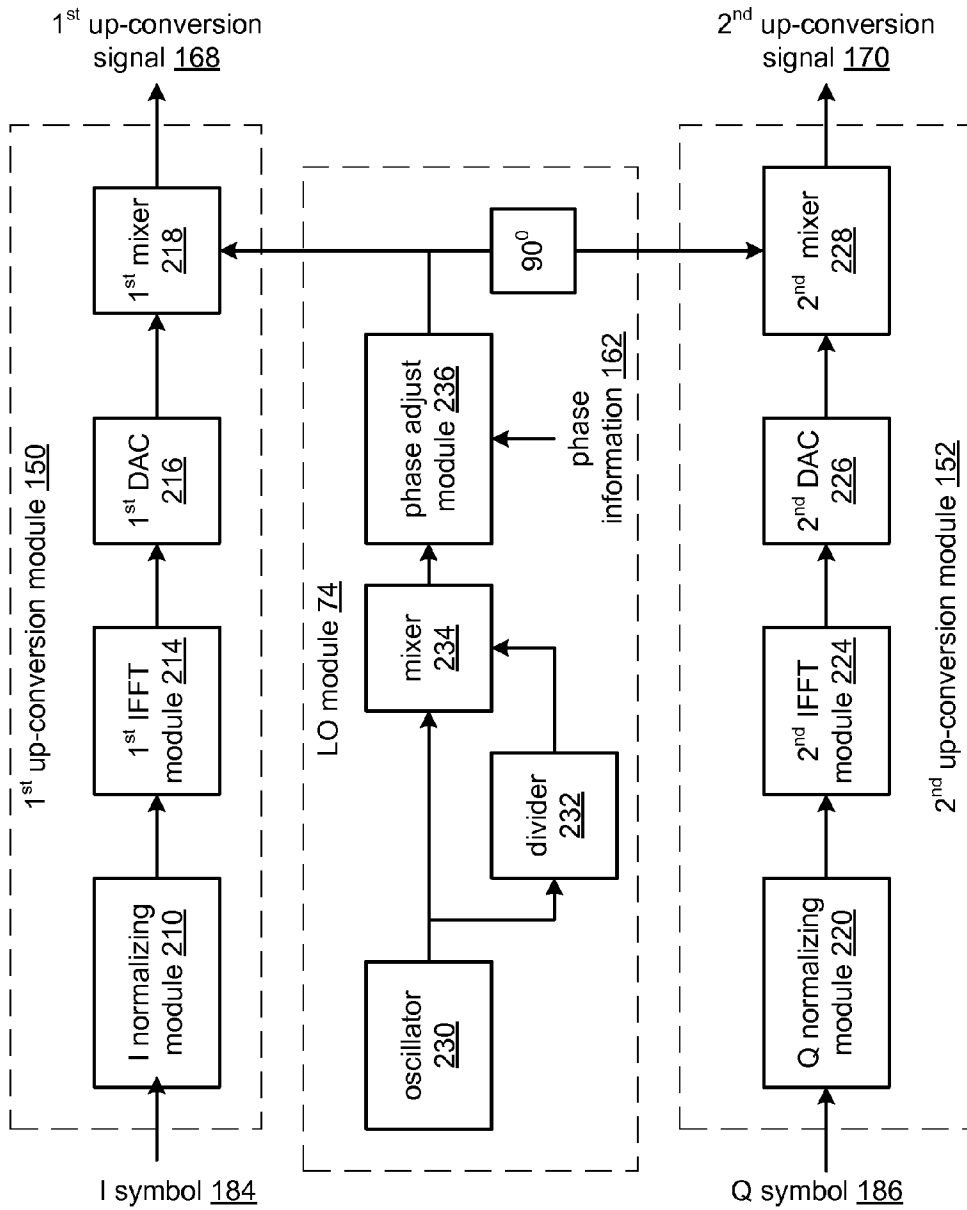 1st up-conversion
signal 168
2nd up-conversion
signal 170
1st up-conversion module 150
I normalizing
module 210
1st IFFT
module 214
1st DAC
216
1st mixer
218
I symbol 184
LO module 74
oscillator
230
divider
232
mixer
234
phase adjust
module 236
phase
information 162
90⁰
Q normalizing
module 220
2nd IFFT
module 224
2nd DAC
226
2nd mixer
228
2nd up-conversion module 152
Q symbol 186